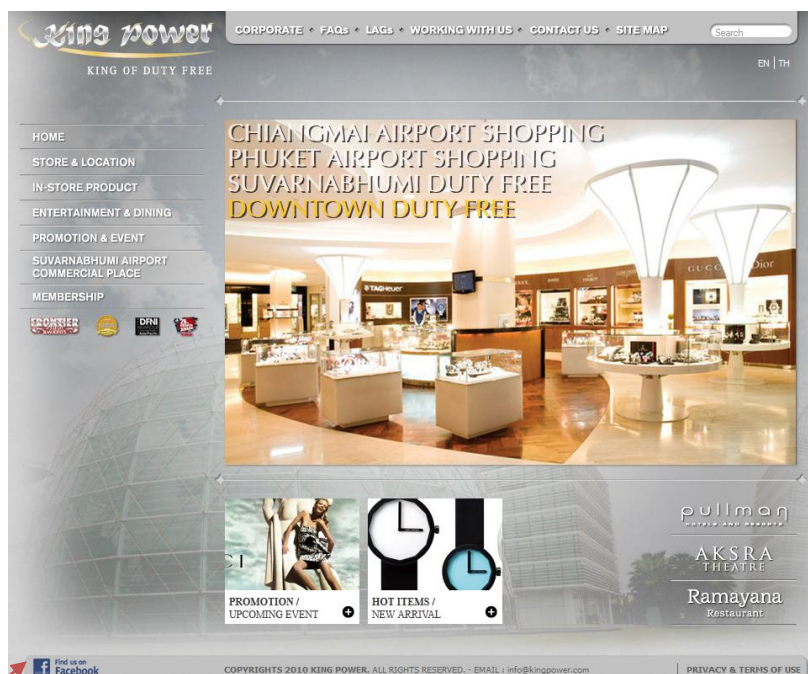 King Power
KING OF DUTY FREE
CORPORATE • FAQs • LAGs • WORKING WITH US • CONTACT US • SITE MAP
Search
EN | TH
HOME
STORE & LOCATION
IN-STORE PRODUCT
ENTERTAINMENT & DINING
PROMOTION & EVENT
SUVARNABHUMI AIRPORT
COMMERCIAL PLACE
MEMBERSHIP
FRONTIER
DFNI
CHIANGMAI AIRPORT SHOPPING
PHUKET AIRPORT SHOPPING
SUVARNABHUMI DUTY FREE
DOWNTOWN DUTY FREE
TAGHeuer
GUCCI
Dior
CI
PROMOTION /
UPCOMING EVENT
HOT ITEMS /
NEW ARRIVAL
pullman
HOTELS AND RESORTS
AKSRA
THEATRE
Ramayana
Restaurant
Find us on
Facebook
COPYRIGHTS 2010 KING POWER. ALL RIGHTS RESERVED. - EMAIL : info@kingpower.com
PRIVACY & TERMS OF USE